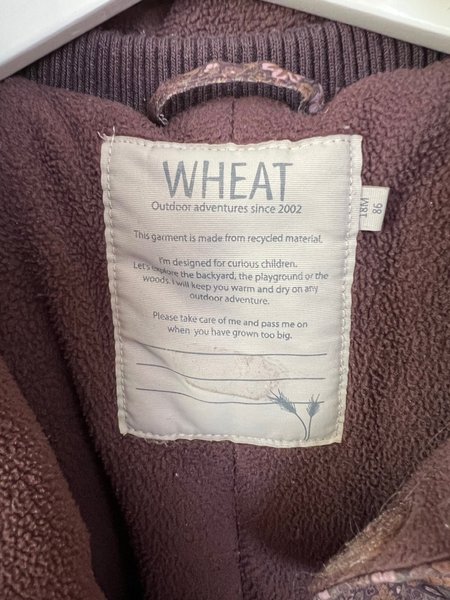 WHEAT
Outdoor adventures since 2002
18M
86
This garment is made from recycled material.
I'm designed for curious children.
Let's explore the backyard, the playground or the
woods. I will keep you warm and dry on any
outdoor adventure.
Please take care of me and pass me on
when you have grown too big.